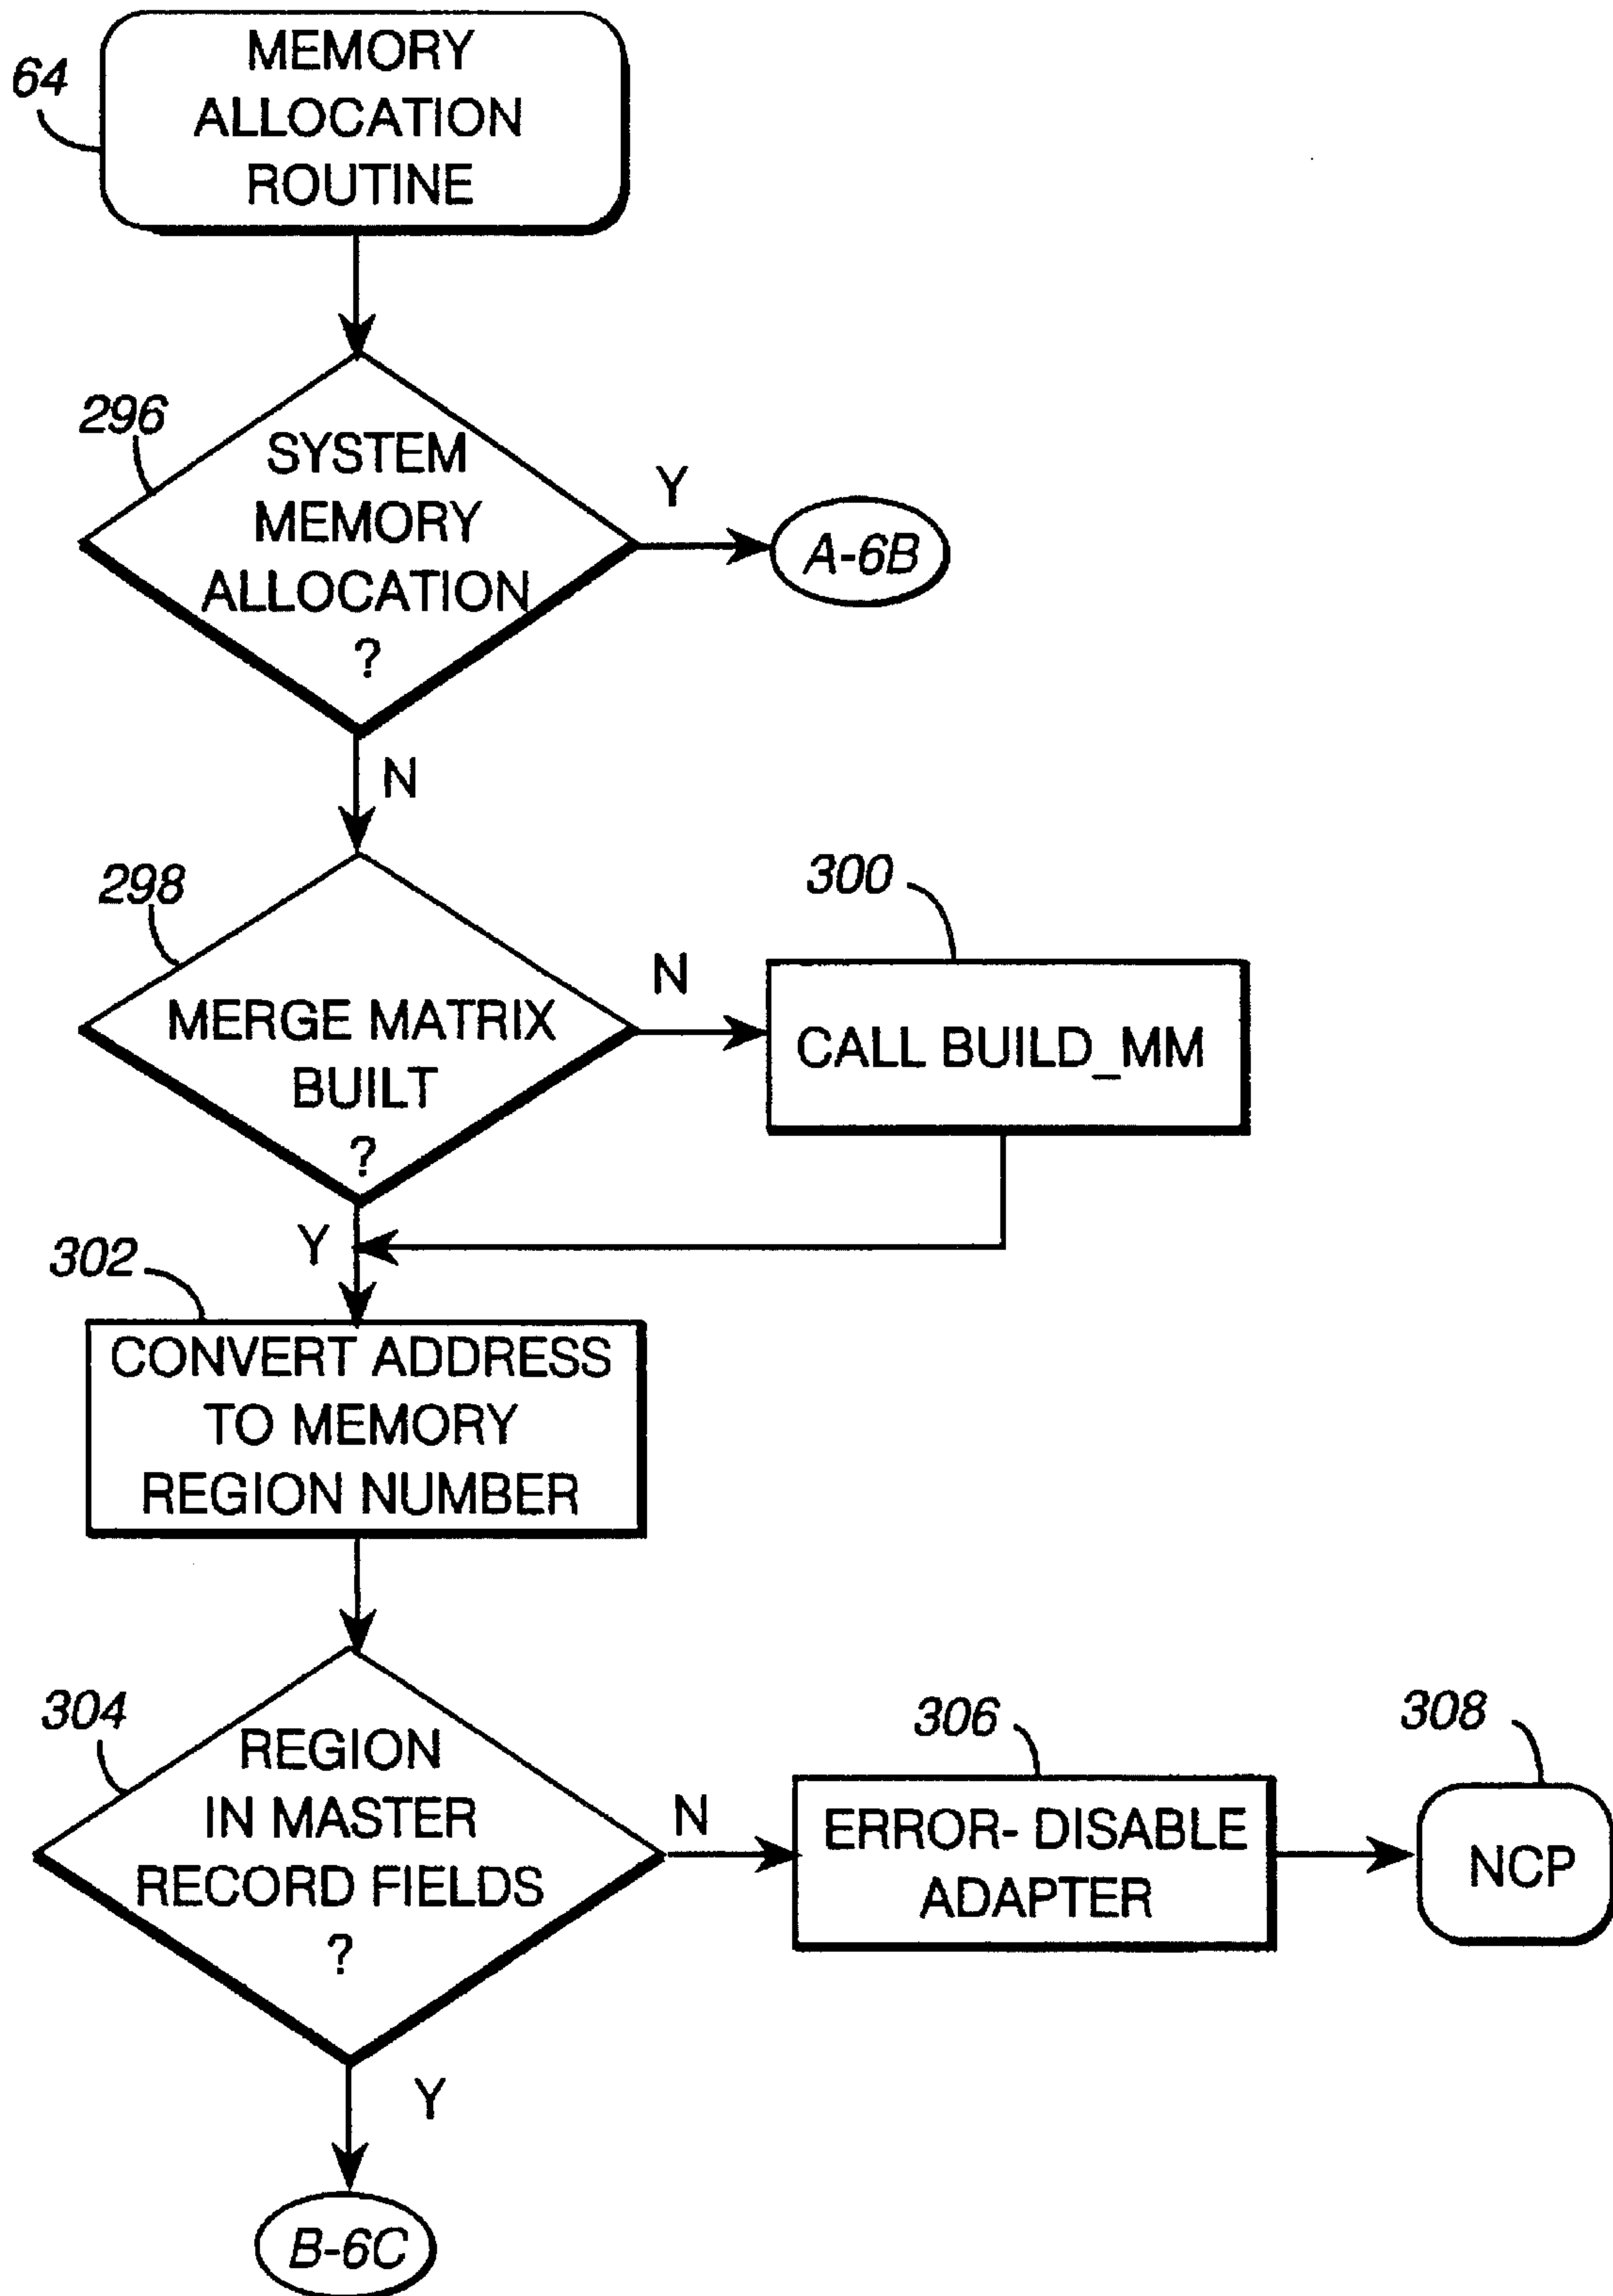 64
MEMORY
ALLOCATION
ROUTINE
296
SYSTEM
MEMORY
ALLOCATION
?
Y
A-6B
N
298
MERGE MATRIX
BUILT
?
N
300
CALL BUILD_MM
Y
302
CONVERT ADDRESS
TO MEMORY
REGION NUMBER
304
REGION
IN MASTER
RECORD FIELDS
?
N
306
ERROR- DISABLE
ADAPTER
308
NCP
Y
B-6C